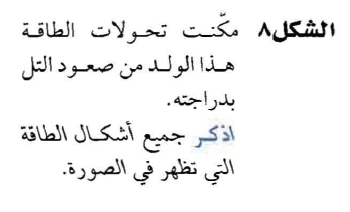 الشكل٨ مكّنت تحولات الطاقة
هذا الولد من صعود التل
بدراجته.
اذكر جميع أشكال الطاقة
التي تظهر في الصورة.